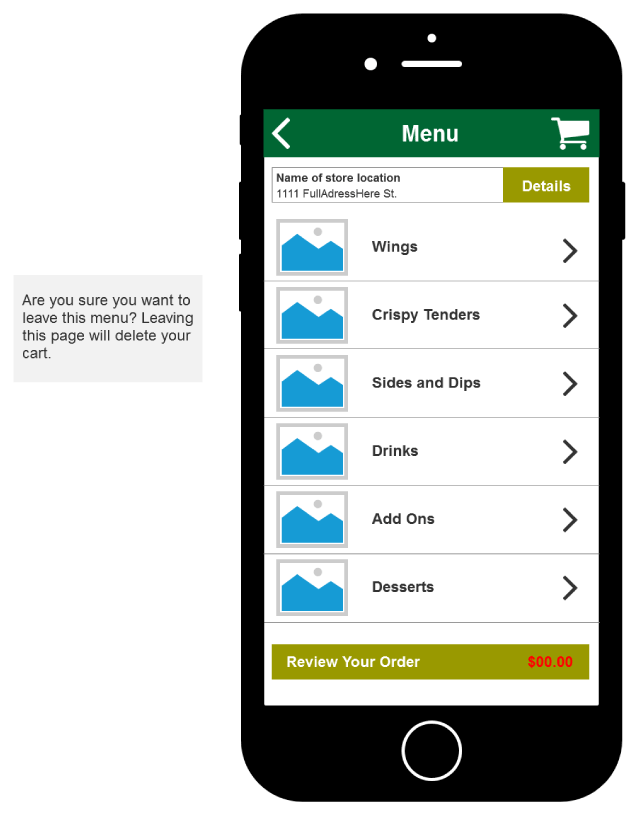 Menu
Name of store location
1111 FullAdressHere St.
Details
Wings
Are you sure you want to
leave this menu? Leaving
this page will delete your
cart.
Crispy Tenders
Sides and Dips
Drinks
Add Ons
Desserts
Review Your Order $00.00